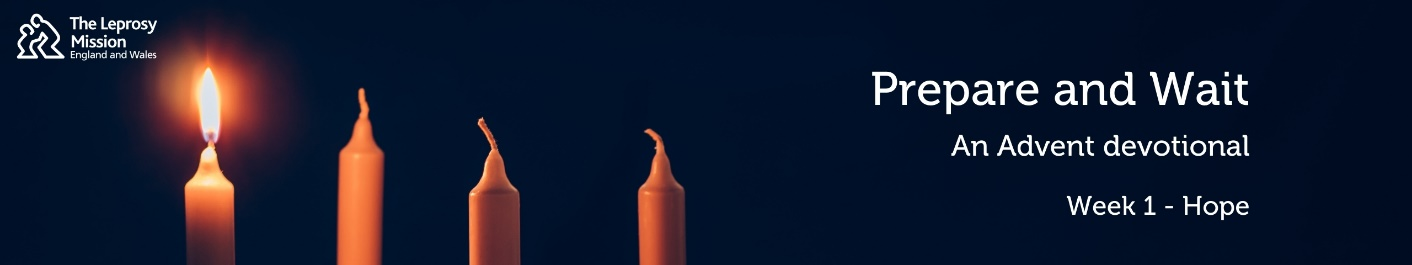 The Leprosy
Mission
England and Wales
Prepare and Wait
An Advent devotional
Week 1 - Hope